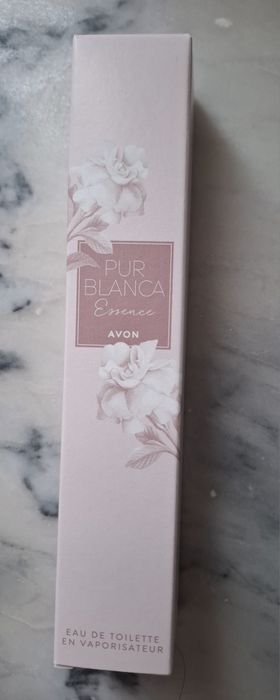 PUR
BLANCA
Essence
AVON
EAU DE TOILETTE
EN VAPORISATEUR